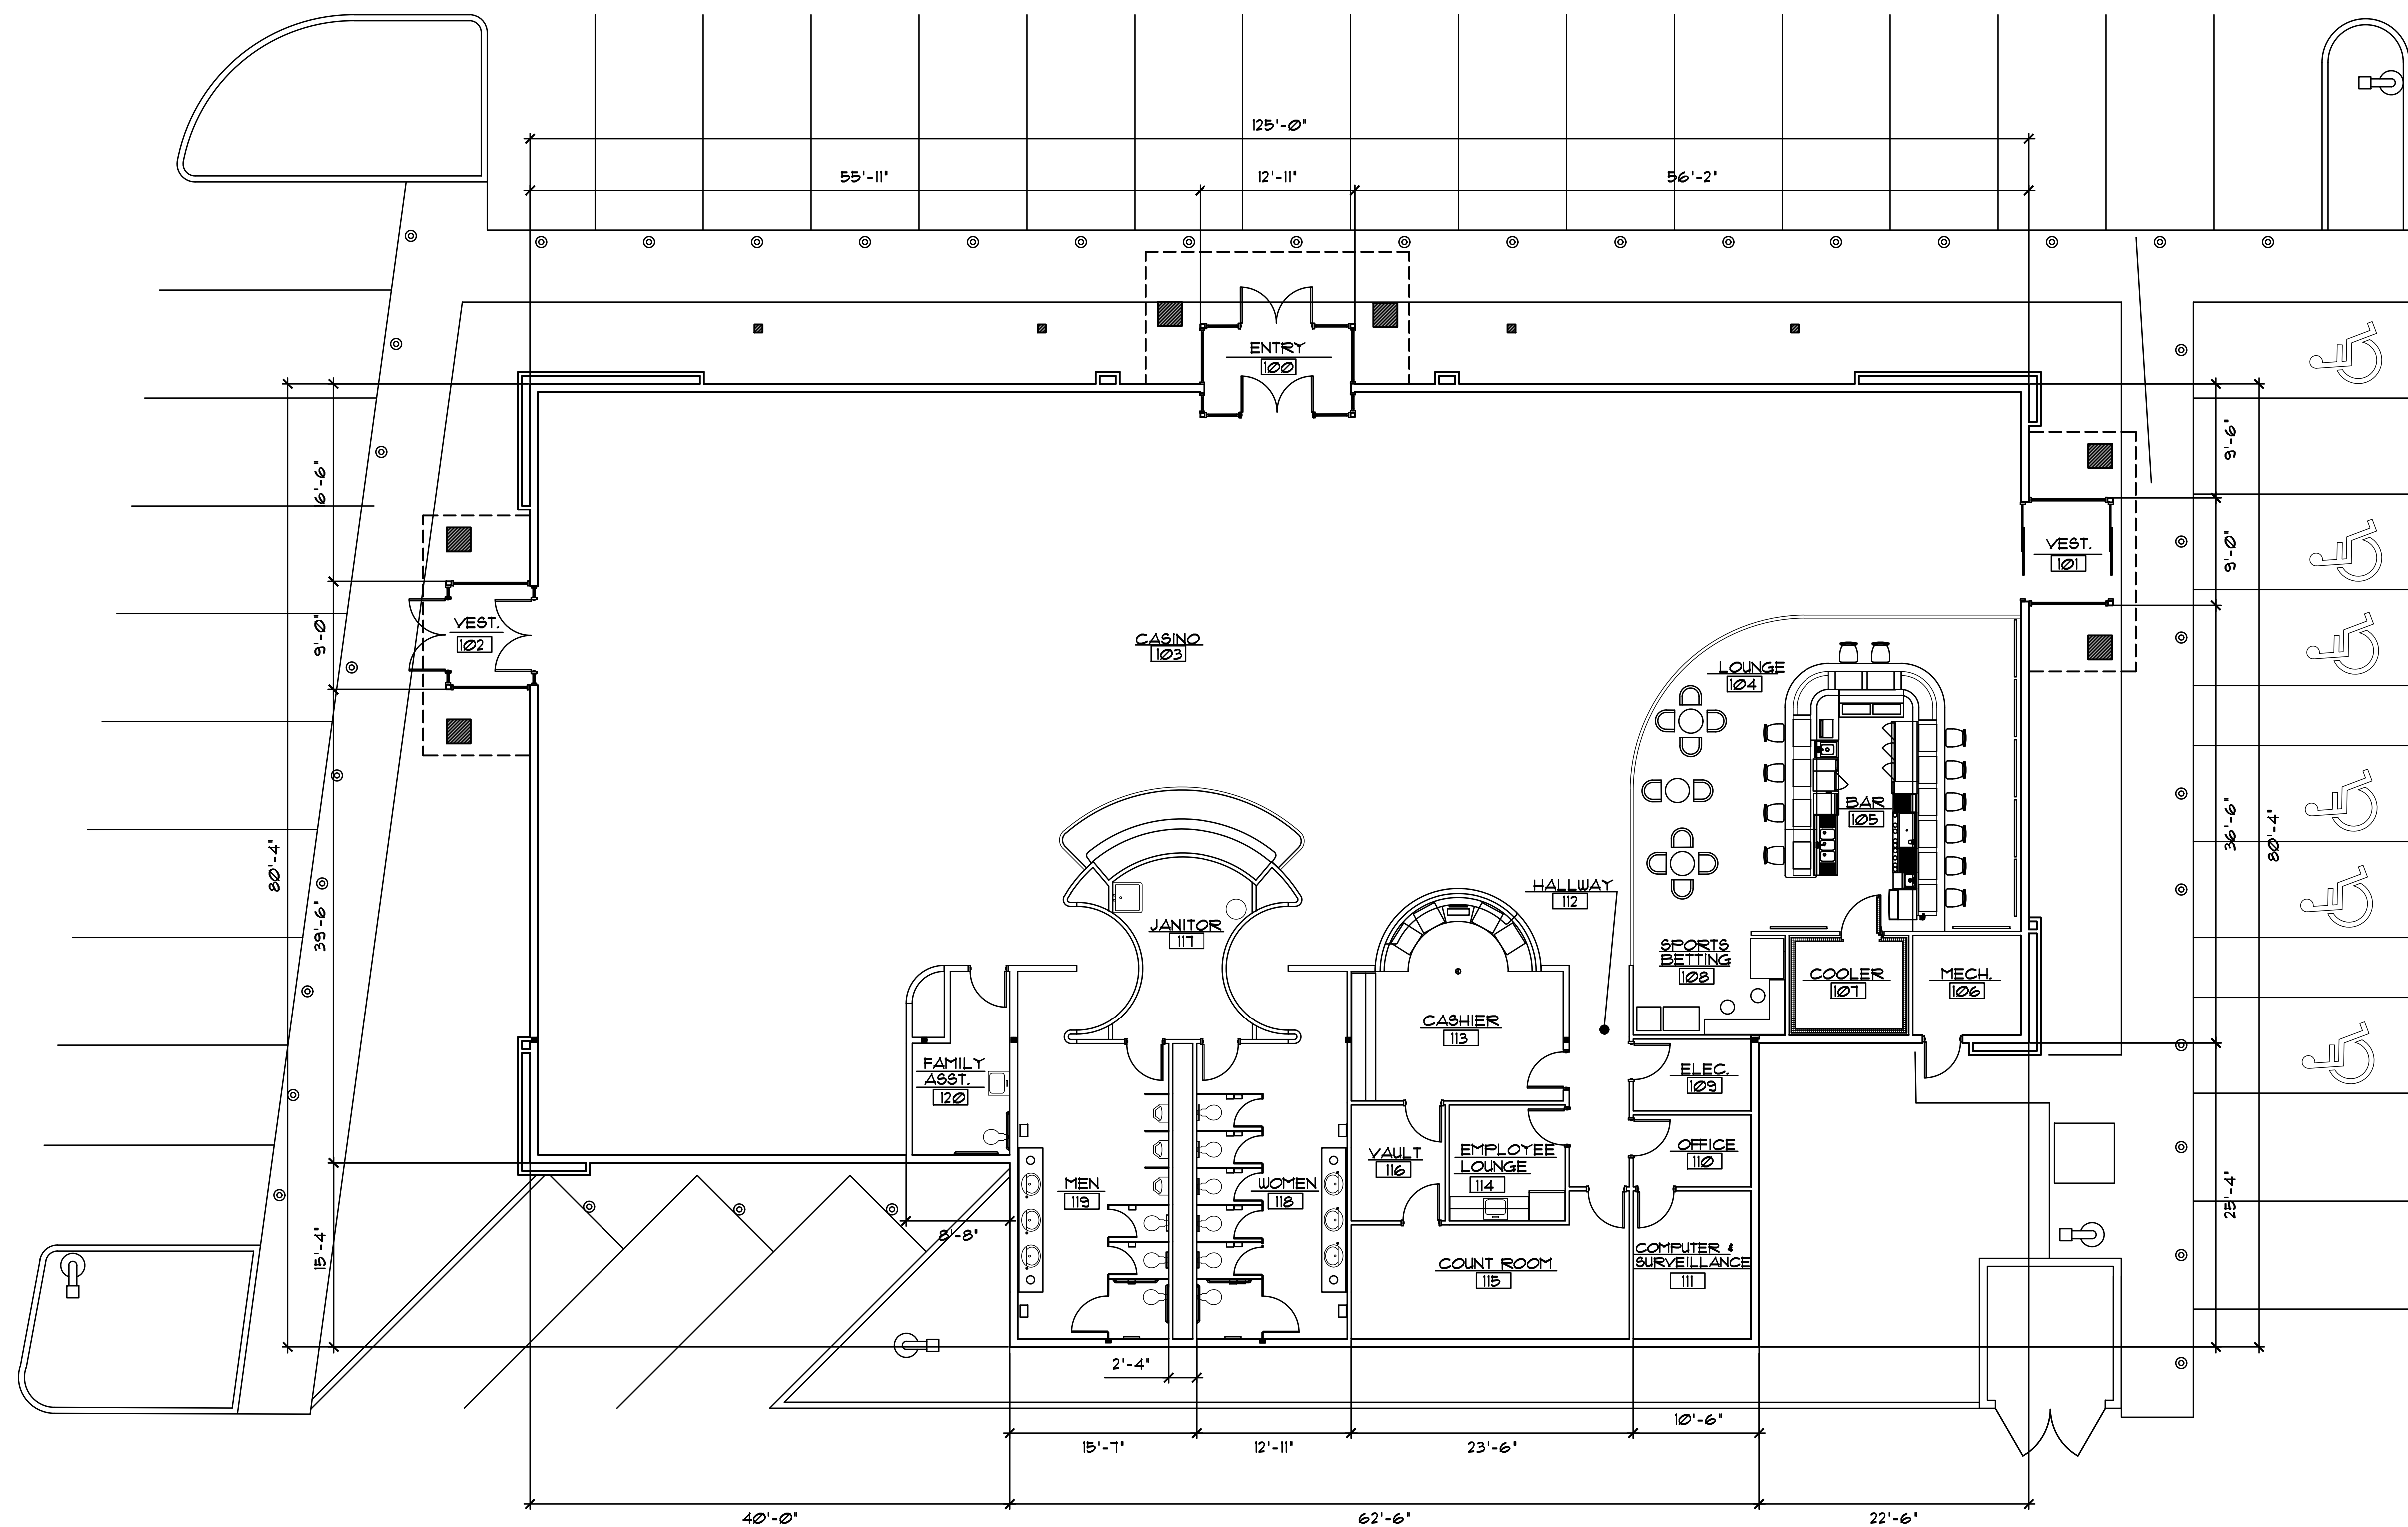 125'-0"
55'-11"
12'-11"
56'-2"
ENTRY
100
16'-6"
9'-6"
9'-0"
VEST.
101
VEST.
102
9'-0"
CASINO
103
LOUNGE
104
BAR
105
80'-4"
36'-6"
80'-4"
39'-6"
HALLWAY
112
JANITOR
117
SPORTS
BETTING
108
COOLER
107
MECH.
106
CASHIER
113
FAMILY
ASST.
120
ELEC.
109
OFFICE
110
VAULT
116
EMPLOYEE
LOUNGE
114
MEN
119
WOMEN
118
25'-4"
8'-8"
15'-4"
COUNT ROOM
115
COMPUTER &
SURVEILLANCE
111
2'-4"
10'-6"
15'-7"
12'-11"
23'-6"
40'-0"
62'-6"
22'-6"